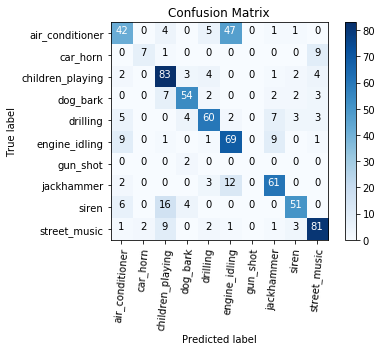 Confusion Matrix
air_conditioner 42 0 4 0 5 47 0 1 1 0
car_horn 0 7 1 0 0 0 0 0 0 9
children_playing 2 0 83 3 4 0 0 1 2 4
dog_bark 0 0 7 54 2 0 0 2 2 3
drilling 5 0 0 4 60 2 0 7 3 3
engine_idling 9 0 1 0 1 69 0 9 0 1
gun_shot 0 0 0 2 0 0 0 0 0 0
jackhammer 2 0 0 0 3 12 0 61 0 0
siren 6 0 16 4 0 0 0 0 51 0
street_music 1 2 9 0 2 1 0 1 3 81
True label
air_conditioner car_horn children_playing dog_bark drilling engine_idling gun_shot jackhammer siren street_music
Predicted label
80
70
60
50
40
30
20
10
0